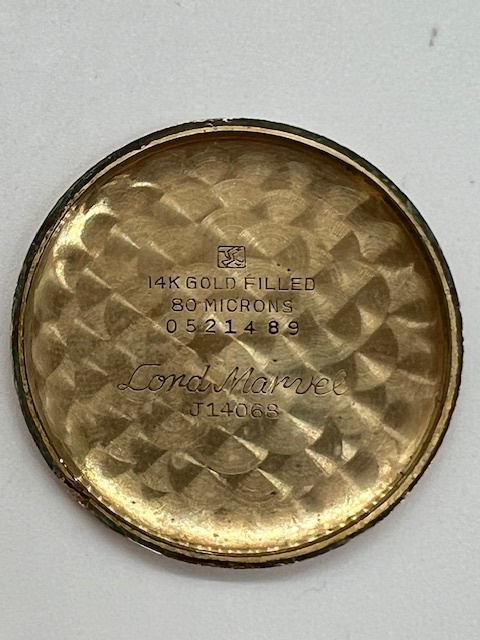 14K GOLD FILLED
80 MICRONS
0521489
Lord Marvel
J14068